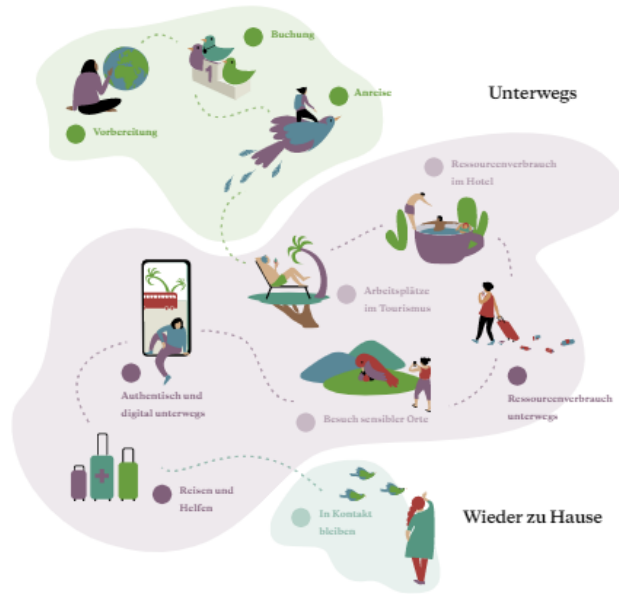 Buchung
Vorbereitung
Anreise
1
Unterwegs
Ressourcenverbrauch
im Hotel
Arbeitsplätze
im Tourismus
Ressourcenverbrauch
unterwegs
Besuch sensibler Orte
Authentisch und
digital unterwegs
Reisen und
Helfen
In Kontakt
bleiben
Wieder zu Hause